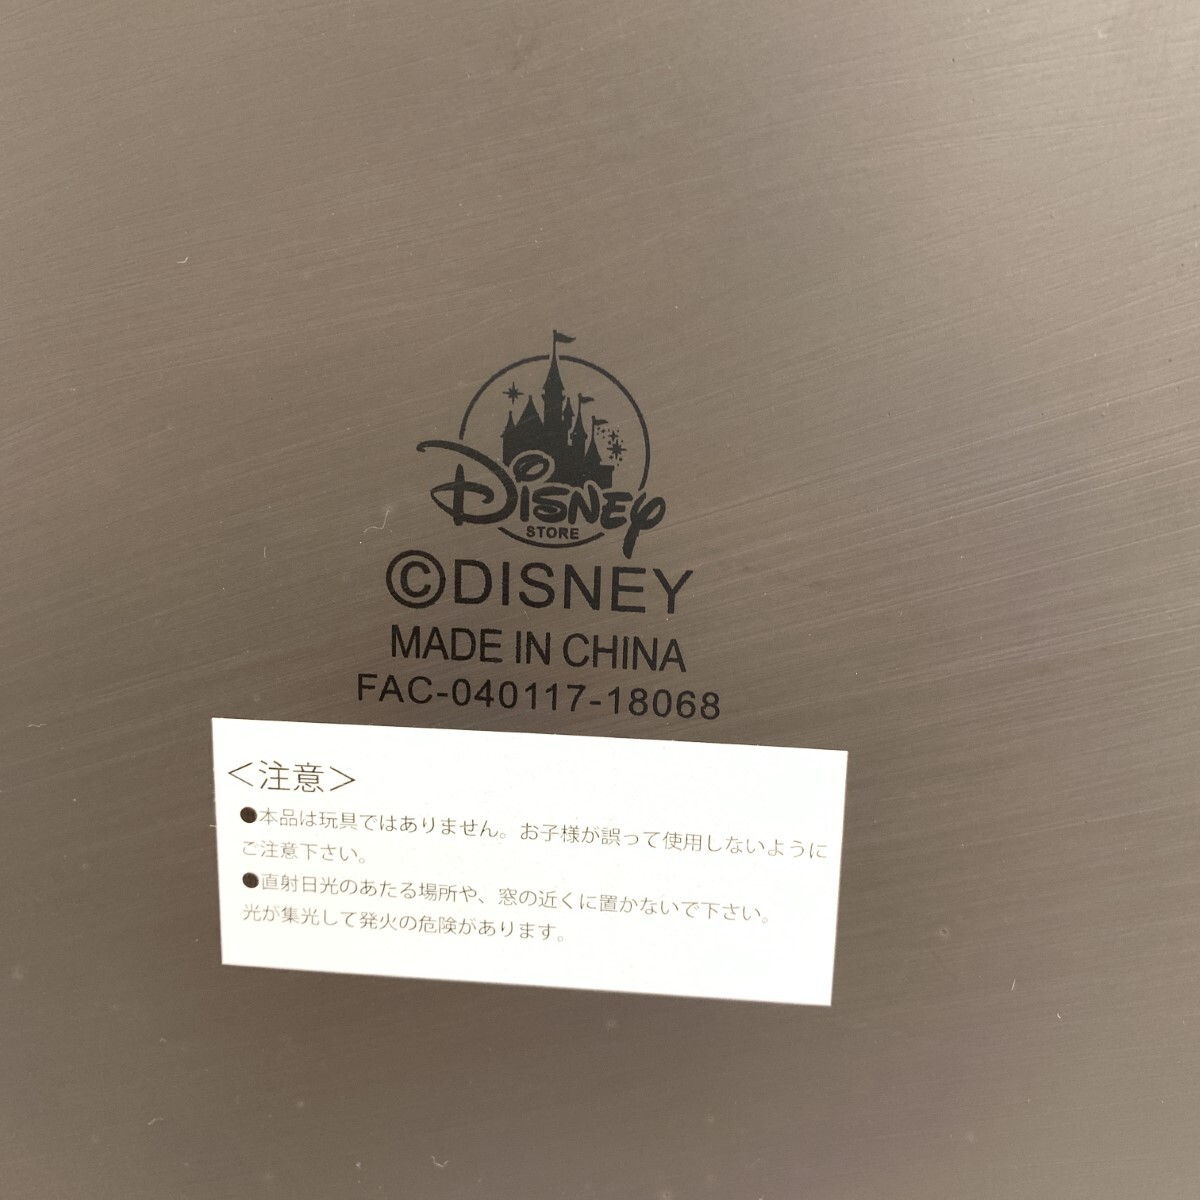 Disney
STORE
©DISNEY
MADE IN CHINA
FAC-040117-18068
＜注意＞
●本品は玩具ではありません。お子様が誤って使用しないように
ご注意下さい。
●直射日光のあたる場所や、窓の近くに置かないで下さい。
光が集光して発火の危険があります。